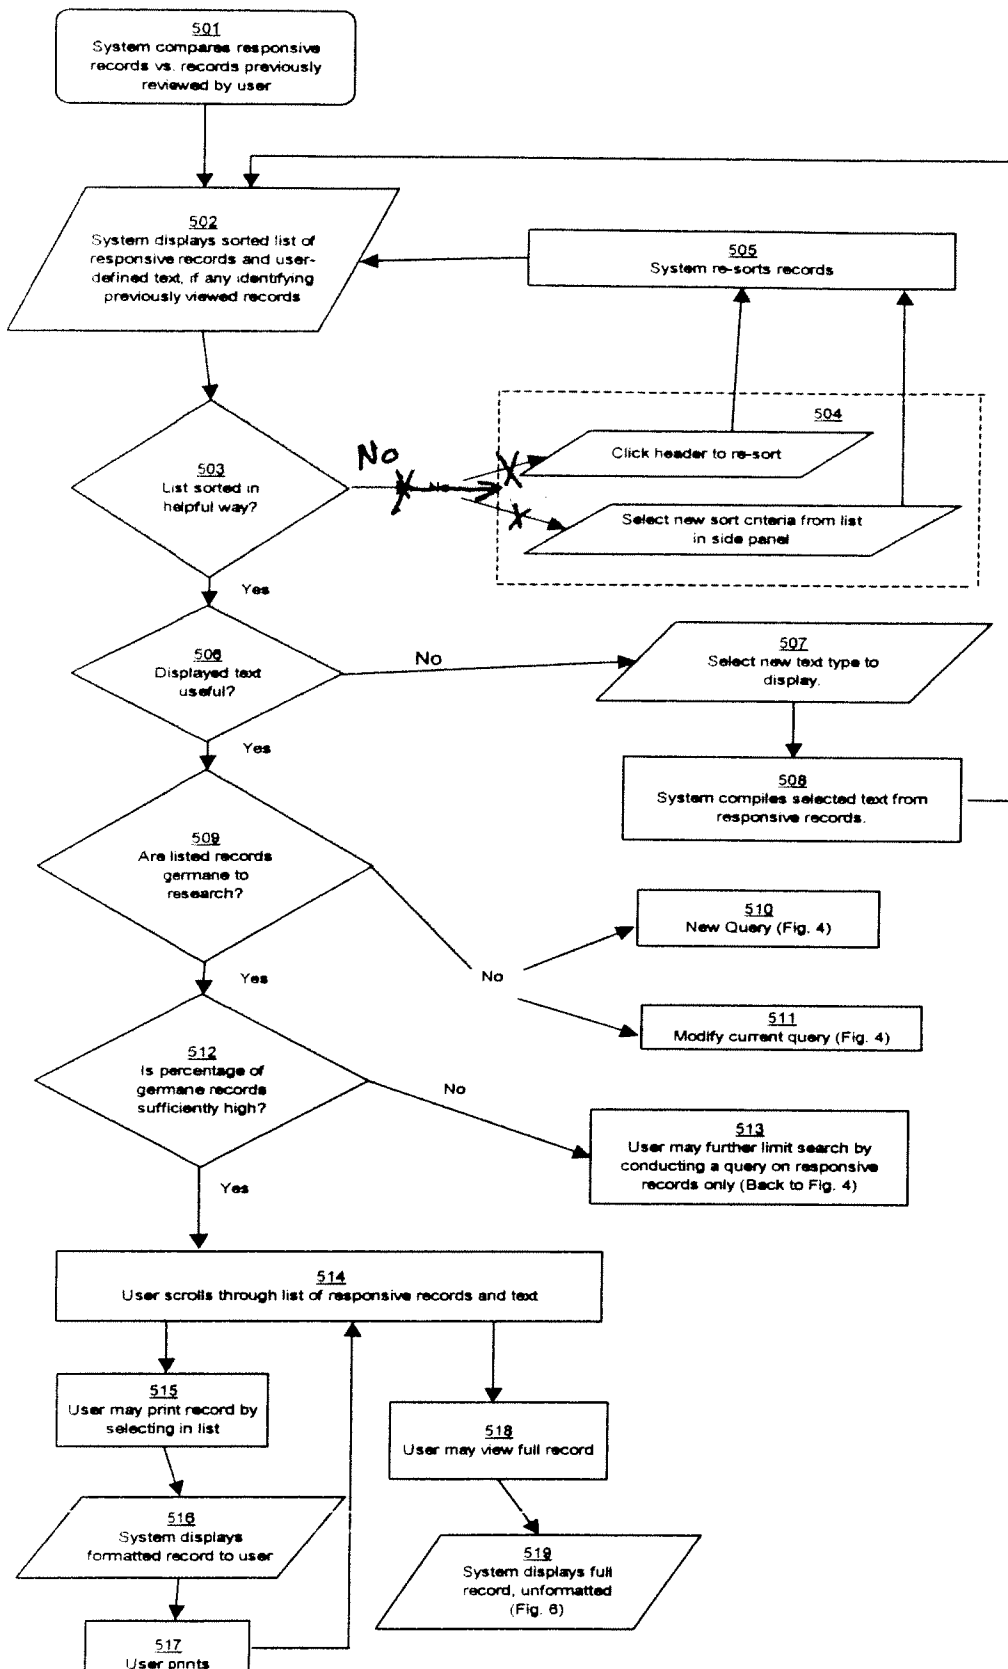 501
System compares responsive
records vs. records previously
reviewed by user
502
System displays sorted list of
responsive records and user-
defined text, if any identifying
previously viewed records
505
System re-sorts records
504
Click header to re-sort
Select new sort criteria from list
in side panel
503
List sorted in
helpful way?
No
No
Yes
506
Displayed text
useful?
No
507
Select new text type to
display.
Yes
508
System compiles selected text from
responsive records.
509
Are listed records
germane to
research?
510
New Query (Fig. 4)
No
Yes
511
Modify current query (Fig. 4)
512
Is percentage of
germane records
sufficiently high?
No
513
User may further limit search by
conducting a query on responsive
records only (Back to Fig. 4)
Yes
514
User scrolls through list of responsive records and text
515
User may print record by
selecting in list
518
User may view full record
516
System displays
formatted record to user
519
System displays full
record, unformatted
(Fig. 6)
517
User prints